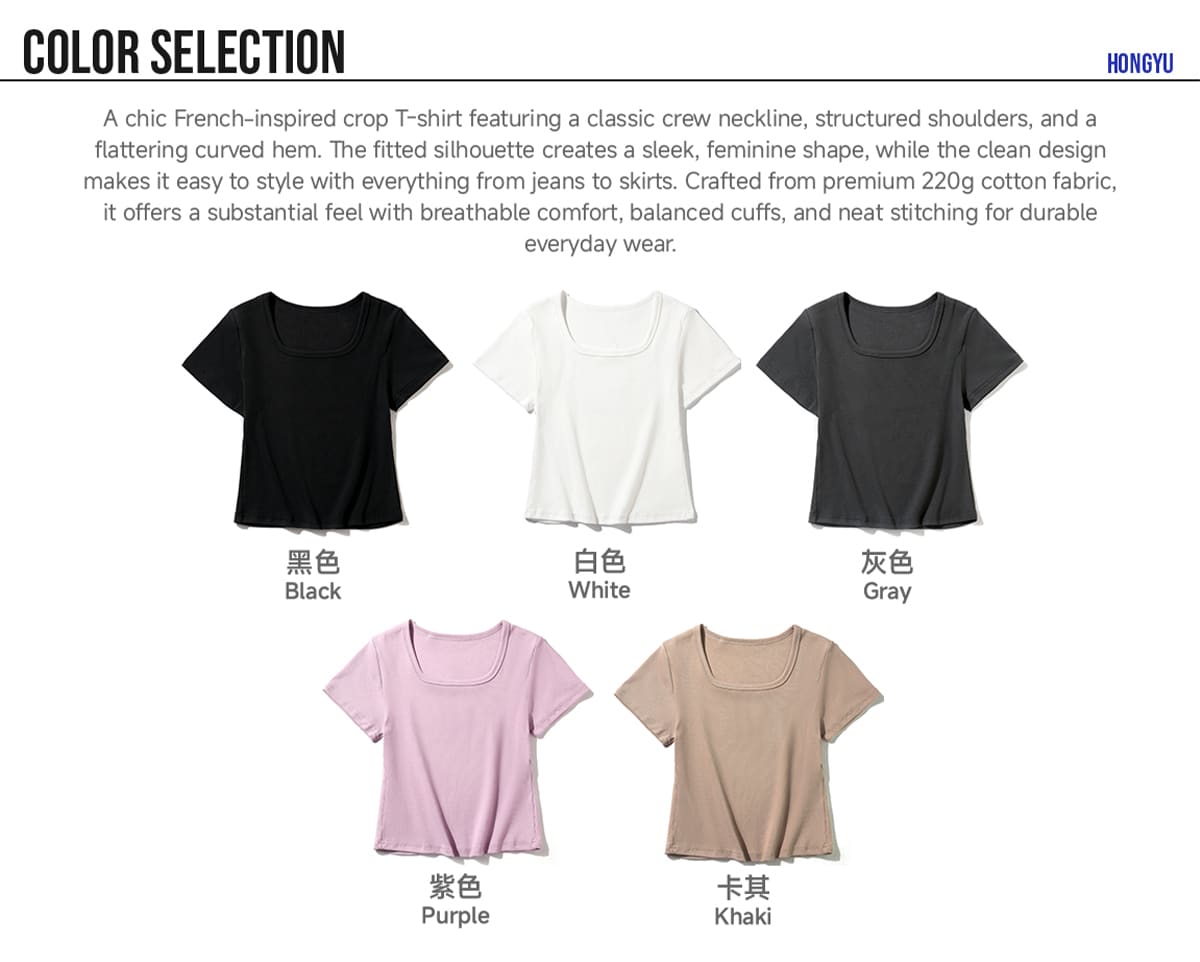 COLOR SELECTION
HONGYU
A chic French-inspired crop T-shirt featuring a classic crew neckline, structured shoulders, and a
flattering curved hem. The fitted silhouette creates a sleek, feminine shape, while the clean design
makes it easy to style with everything from jeans to skirts. Crafted from premium 220g cotton fabric,
it offers a substantial feel with breathable comfort, balanced cuffs, and neat stitching for durable
everyday wear.
黑色
Black
白色
White
灰色
Gray
紫色
Purple
卡其
Khaki